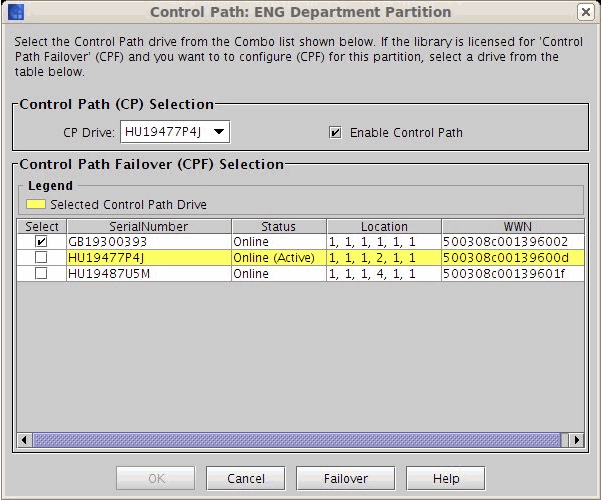 Control Path: ENG Department Partition
Select the Control Path drive from the Combo list shown below. If the library is licensed for 'Control
Path Failover' (CPF) and you want to to configure (CPF) for this partition, select a drive from the
table below.
Control Path (CP) Selection
CP Drive: HU19477P4J Enable Control Path
Control Path Failover (CPF) Selection
Legend
Selected Control Path Drive
Select SerialNumber Status Location WWN
GB19300393 Online 1, 1, 1, 1, 1, 1 500308c001396002
HU19477P4J Online (Active) 1, 1, 1, 2, 1, 1 500308c00139600d
HU19487U5M Online 1, 1, 1, 4, 1, 1 500308c00139601f
OK Cancel Failover Help